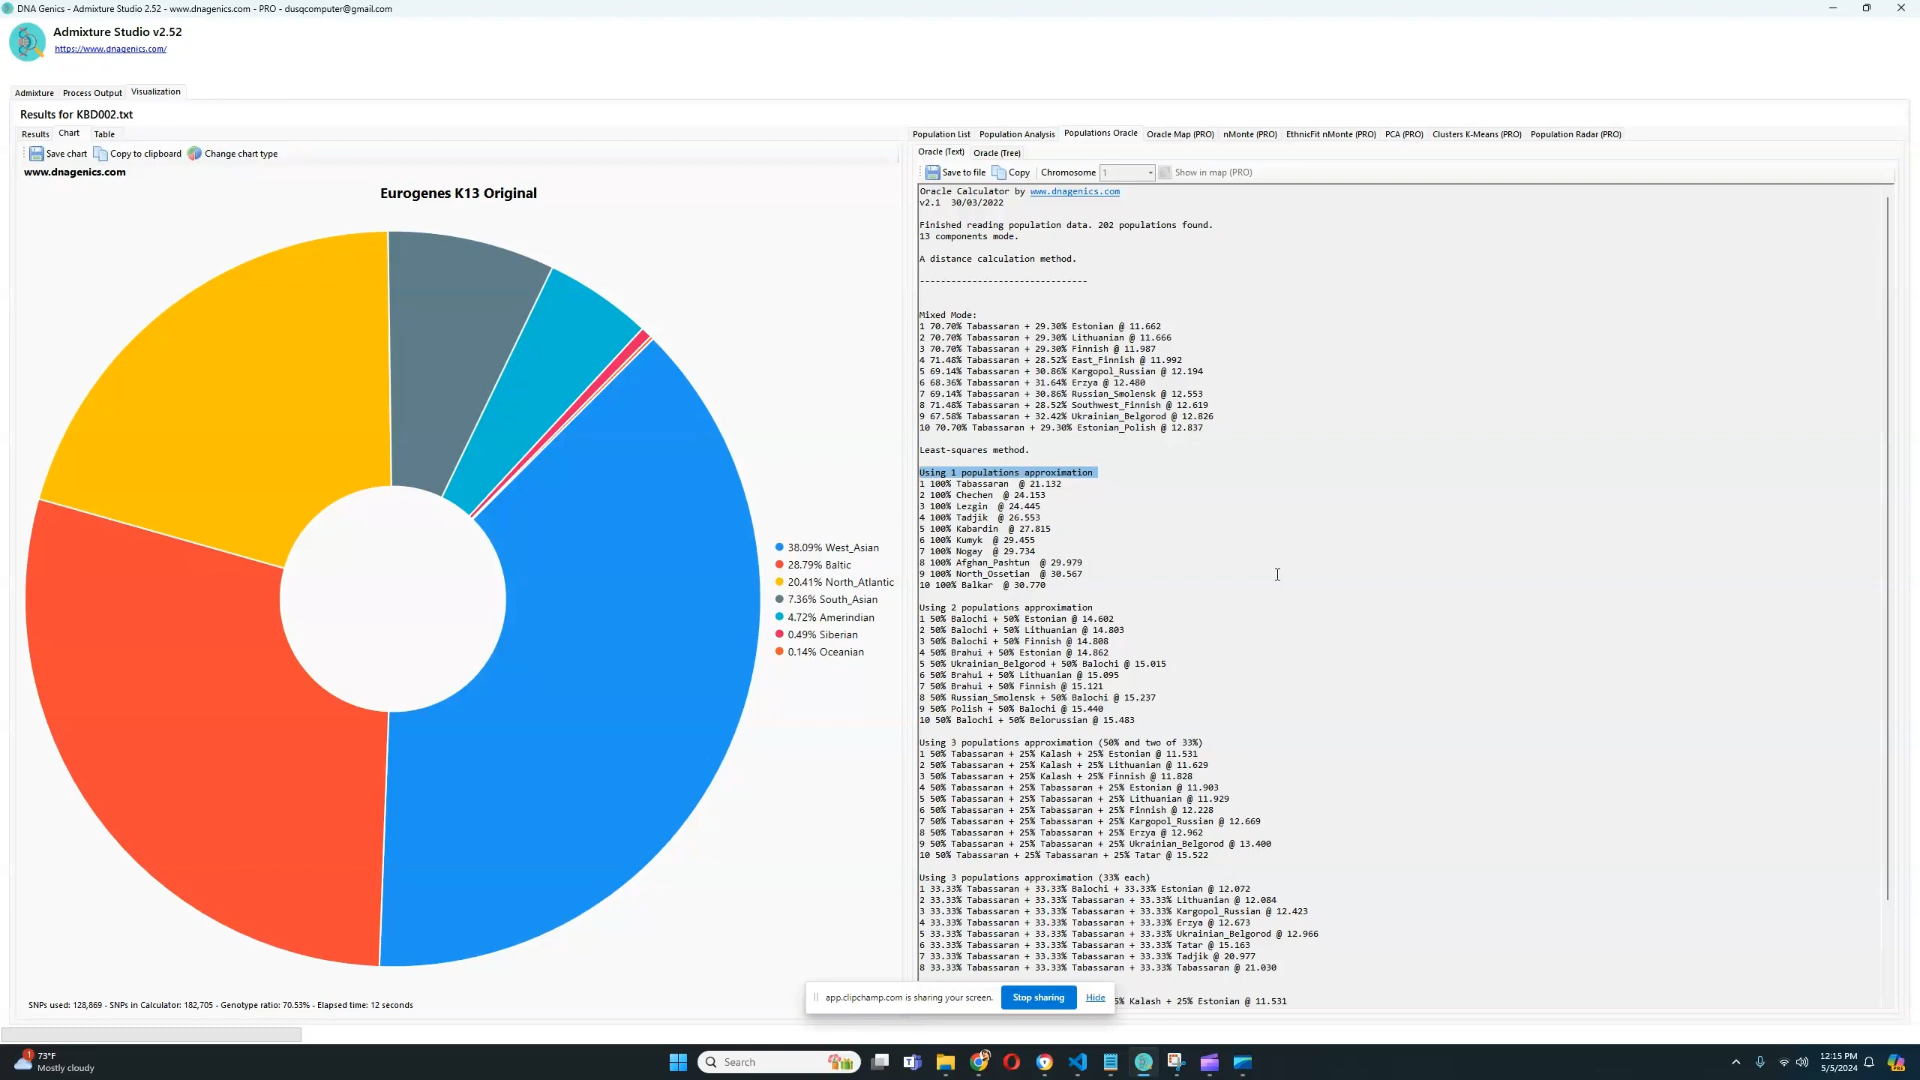 DNA Genics - Admixture Studio 2.52 - www.dnagenics.com - PRO - dusqcomputer@gmail.com
Admixture Studio v2.52
https://www.dnagenics.com/
Admixture Process Output Visualization
Results for KBD002.txt
Results Chart Table
Save chart Copy to clipboard Change chart type
www.dnagenics.com
Eurogenes K13 Original
38.09% West_Asian
28.79% Baltic
20.41% North_Atlantic
7.36% South_Asian
4.72% Amerindian
0.49% Siberian
0.14% Oceanian
SNPs used: 128,869 - SNPs in Calculator: 182,705 - Genotype ratio: 70.53% - Elapsed time: 12 seconds
Population List Population Analysis Populations Oracle Oracle Map (PRO) nMonte (PRO) EthnicFit nMonte (PRO) PCA (PRO) Clusters K-Means (PRO) Population Radar (PRO)
Oracle (Text) Oracle (Tree)
Save to file Copy Chromosome 1 Show in map (PRO)
Oracle Calculator by www.dnagenics.com
v2.1 30/03/2022
Finished reading population data. 202 populations found.
13 components mode.
A distance calculation method.
--------------------------------
Mixed Mode:
1 70.70% Tabassaran + 29.30% Estonian @ 11.662
2 70.70% Tabassaran + 29.30% Lithuanian @ 11.666
3 70.70% Tabassaran + 29.30% Finnish @ 11.987
4 71.48% Tabassaran + 28.52% East_Finnish @ 11.992
5 69.14% Tabassaran + 30.86% Kargopol_Russian @ 12.194
6 68.36% Tabassaran + 31.64% Erzya @ 12.480
7 69.14% Tabassaran + 30.86% Russian_Smolensk @ 12.553
8 71.48% Tabassaran + 28.52% Southwest_Finnish @ 12.619
9 67.58% Tabassaran + 32.42% Ukrainian_Belgorod @ 12.826
10 70.70% Tabassaran + 29.30% Estonian_Polish @ 12.837
Least-squares method.
Using 1 populations approximation
1 100% Tabassaran @ 21.132
2 100% Chechen @ 24.153
3 100% Lezgin @ 24.445
4 100% Tadjik @ 26.553
5 100% Kabardin @ 27.815
6 100% Kumyk @ 29.455
7 100% Nogay @ 29.734
8 100% Afghan_Pashtun @ 29.979
9 100% North_Ossetian @ 30.567
10 100% Balkar @ 30.770
Using 2 populations approximation
1 50% Balochi + 50% Estonian @ 14.602
2 50% Balochi + 50% Lithuanian @ 14.803
3 50% Balochi + 50% Finnish @ 14.808
4 50% Brahui + 50% Estonian @ 14.862
5 50% Ukrainian_Belgorod + 50% Balochi @ 15.015
6 50% Brahui + 50% Lithuanian @ 15.095
7 50% Brahui + 50% Finnish @ 15.121
8 50% Russian_Smolensk + 50% Balochi @ 15.237
9 50% Polish + 50% Balochi @ 15.440
10 50% Balochi + 50% Belorussian @ 15.483
Using 3 populations approximation (50% and two of 33%)
1 50% Tabassaran + 25% Kalash + 25% Estonian @ 11.531
2 50% Tabassaran + 25% Kalash + 25% Lithuanian @ 11.629
3 50% Tabassaran + 25% Kalash + 25% Finnish @ 11.828
4 50% Tabassaran + 25% Tabassaran + 25% Estonian @ 11.903
5 50% Tabassaran + 25% Tabassaran + 25% Lithuanian @ 11.929
6 50% Tabassaran + 25% Tabassaran + 25% Finnish @ 12.228
7 50% Tabassaran + 25% Tabassaran + 25% Kargopol_Russian @ 12.669
8 50% Tabassaran + 25% Tabassaran + 25% Erzya @ 12.962
9 50% Tabassaran + 25% Tabassaran + 25% Ukrainian_Belgorod @ 13.400
10 50% Tabassaran + 25% Tabassaran + 25% Tatar @ 15.522
Using 3 populations approximation (33% each)
1 33.33% Tabassaran + 33.33% Balochi + 33.33% Estonian @ 12.072
2 33.33% Tabassaran + 33.33% Tabassaran + 33.33% Lithuanian @ 12.084
3 33.33% Tabassaran + 33.33% Tabassaran + 33.33% Kargopol_Russian @ 12.423
4 33.33% Tabassaran + 33.33% Tabassaran + 33.33% Erzya @ 12.673
5 33.33% Tabassaran + 33.33% Tabassaran + 33.33% Ukrainian_Belgorod @ 12.966
6 33.33% Tabassaran + 33.33% Tabassaran + 33.33% Tatar @ 15.163
7 33.33% Tabassaran + 33.33% Tabassaran + 33.33% Tadjik @ 20.977
8 33.33% Tabassaran + 33.33% Tabassaran + 33.33% Tabassaran @ 21.030
5% Kalash + 25% Estonian @ 11.531
app.clipchamp.com is sharing your screen. Stop sharing Hide
1
73°F
Mostly cloudy
Search
12:15 PM
5/5/2024